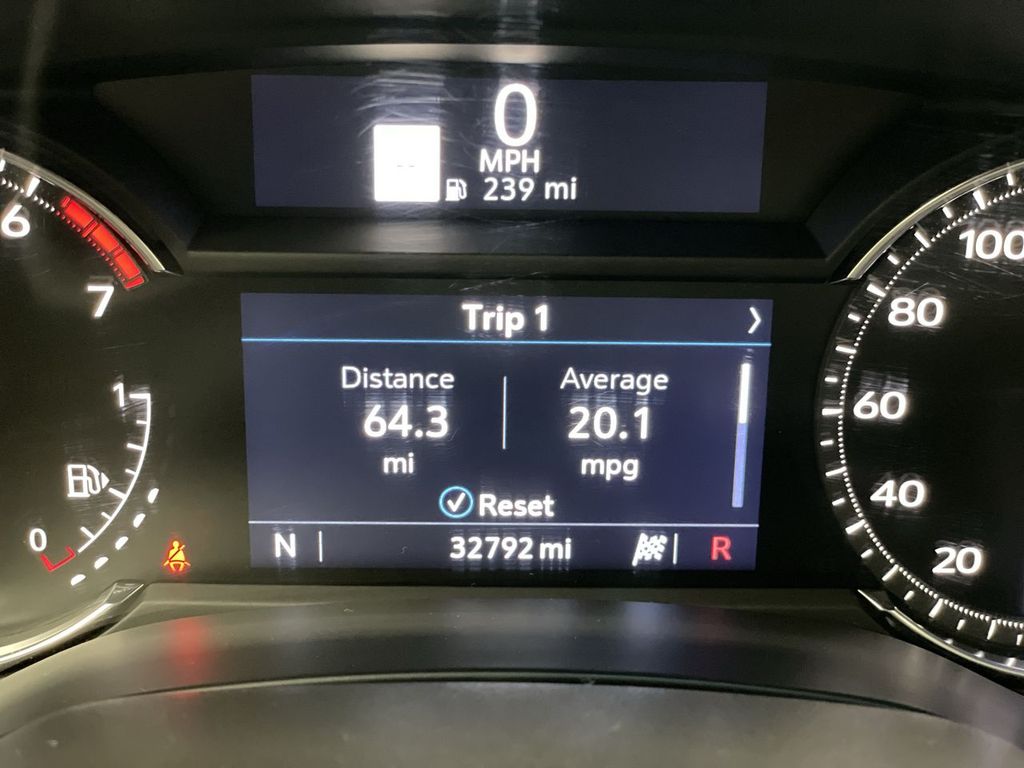 0
MPH
239 mi
6
7
1
0
Trip 1
Distance
64.3
mi
Average
20.1
mpg
Reset
N
32792 mi
R
100
80
60
40
20